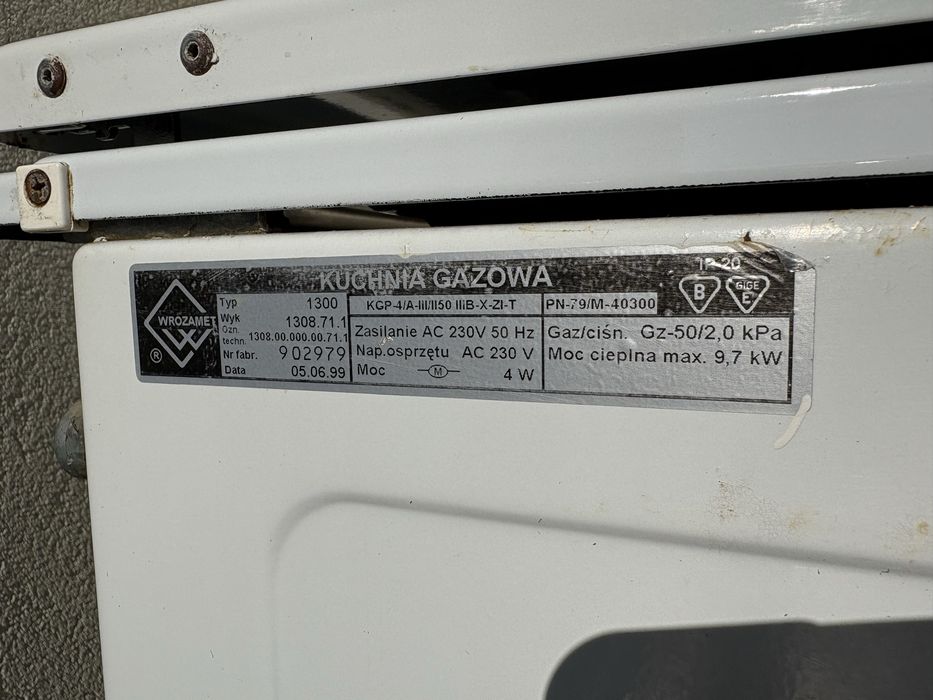 KUCHNIA GAZOWA
IP 20
WROZAMET
®
Typ 1300
Wyk 1308.71.1
Ozn. techn. 1308.00.000.00.71.1
Nr fabr. 902979
Data 05.06.99
KGP-4/A-III/II50 IIIB-X-ZI-T
Zasilanie AC 230V 50 Hz
Nap.osprzętu AC 230 V
Moc M 4 W
PN-79/M-40300
B
GIGE
E
Gaz/ciśn. Gz-50/2,0 kPa
Moc cieplna max. 9,7 kW